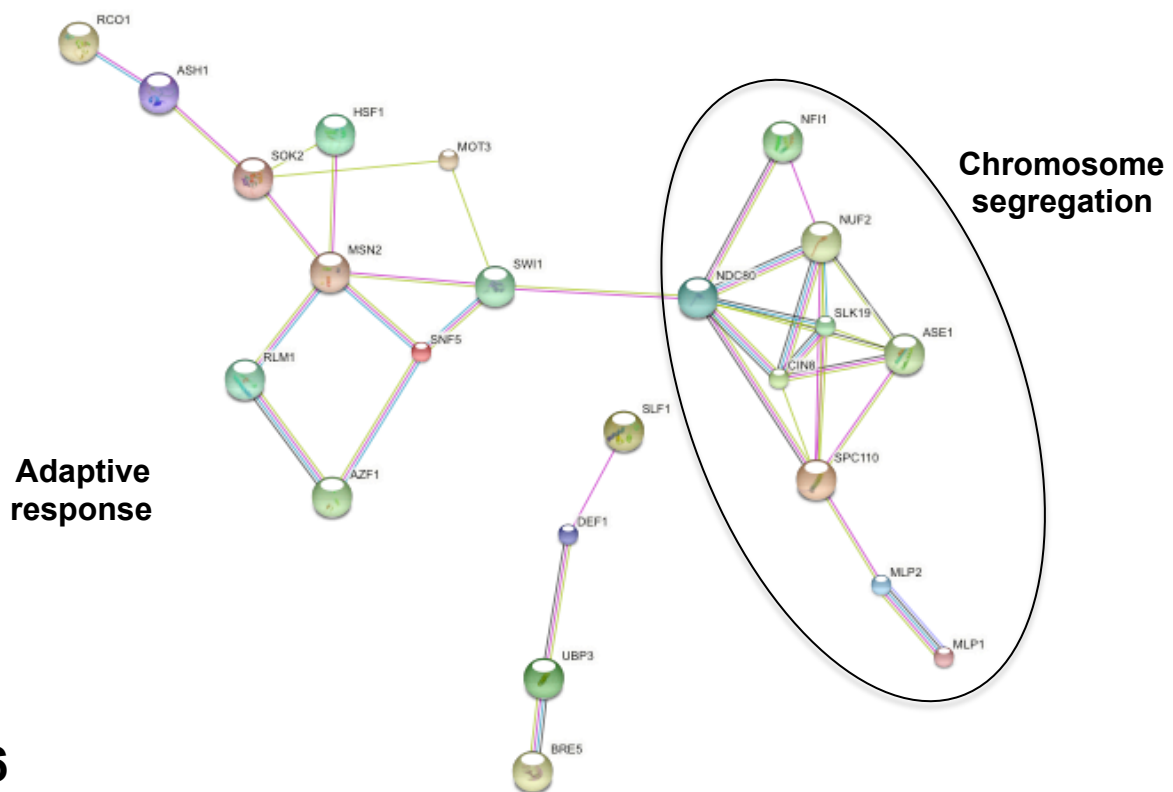 RCO1
ASH1
HSF1
NFI1
MOT3
SOK2
Chromosome
segregation
NUF2
MSN2
SWI1
NDC80
SLK19
ASE1
SNF5
RLM1
CIN8
SLF1
SPC110
Adaptive
response
AZF1
DEF1
MLP2
MLP1
UBP3
BRE5